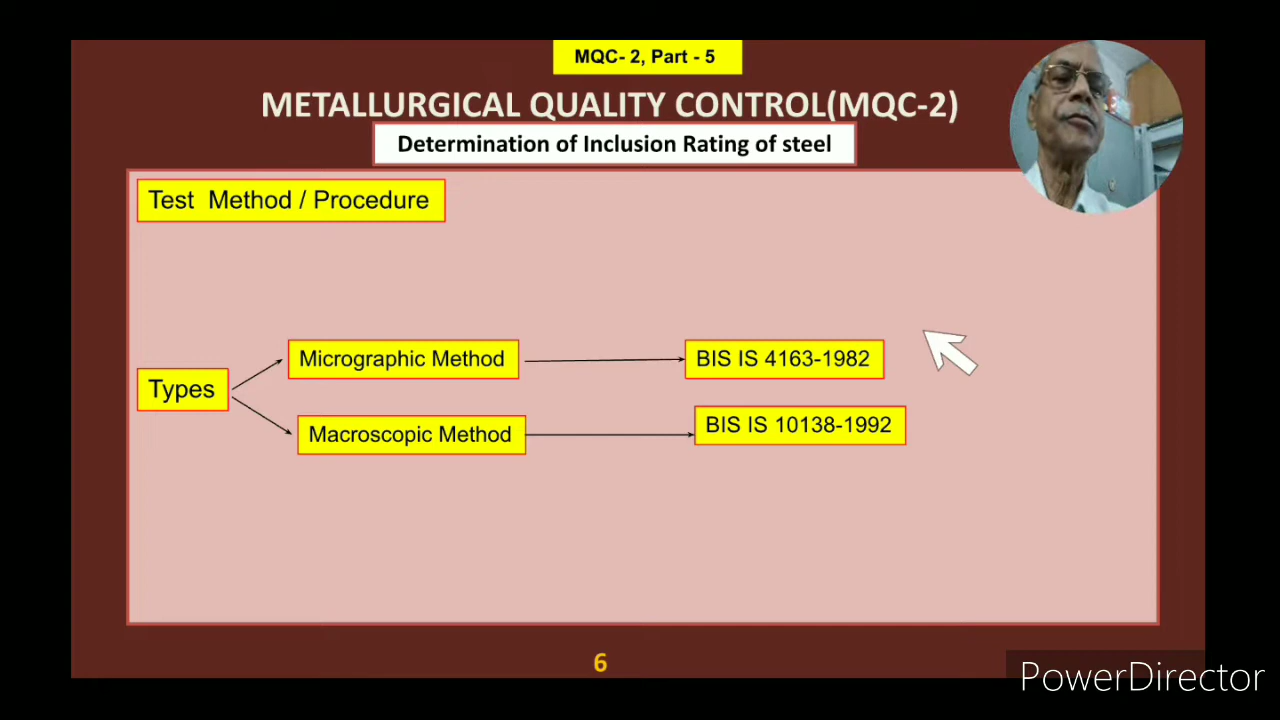 MQC- 2, Part - 5
METALLURGICAL QUALITY CONTROL(MQC-2)
Determination of Inclusion Rating of steel
Test Method / Procedure
Micrographic Method
BIS IS 4163-1982
Types
Macroscopic Method
BIS IS 10138-1992
6
PowerDirector